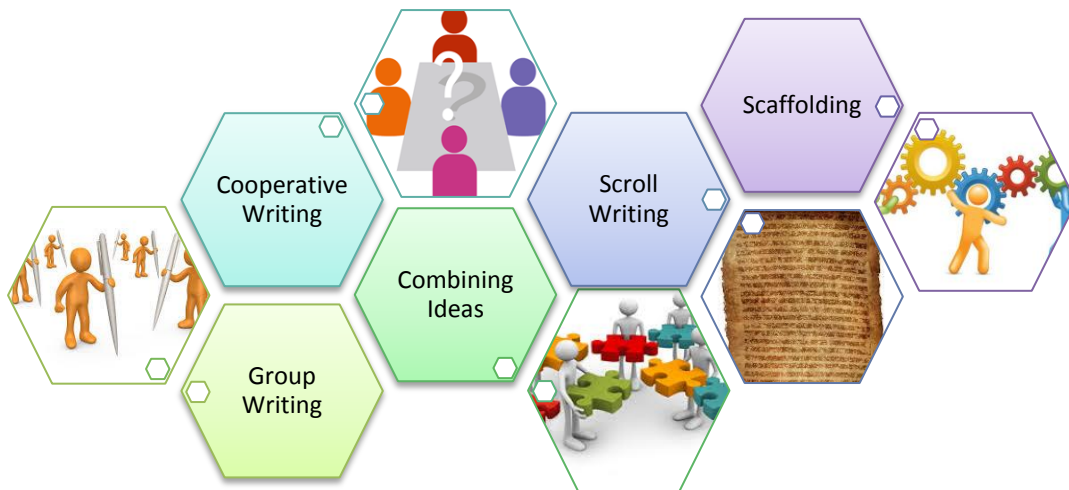 Cooperative
Writing
Group
Writing
Combining
Ideas
Scroll
Writing
Scaffolding